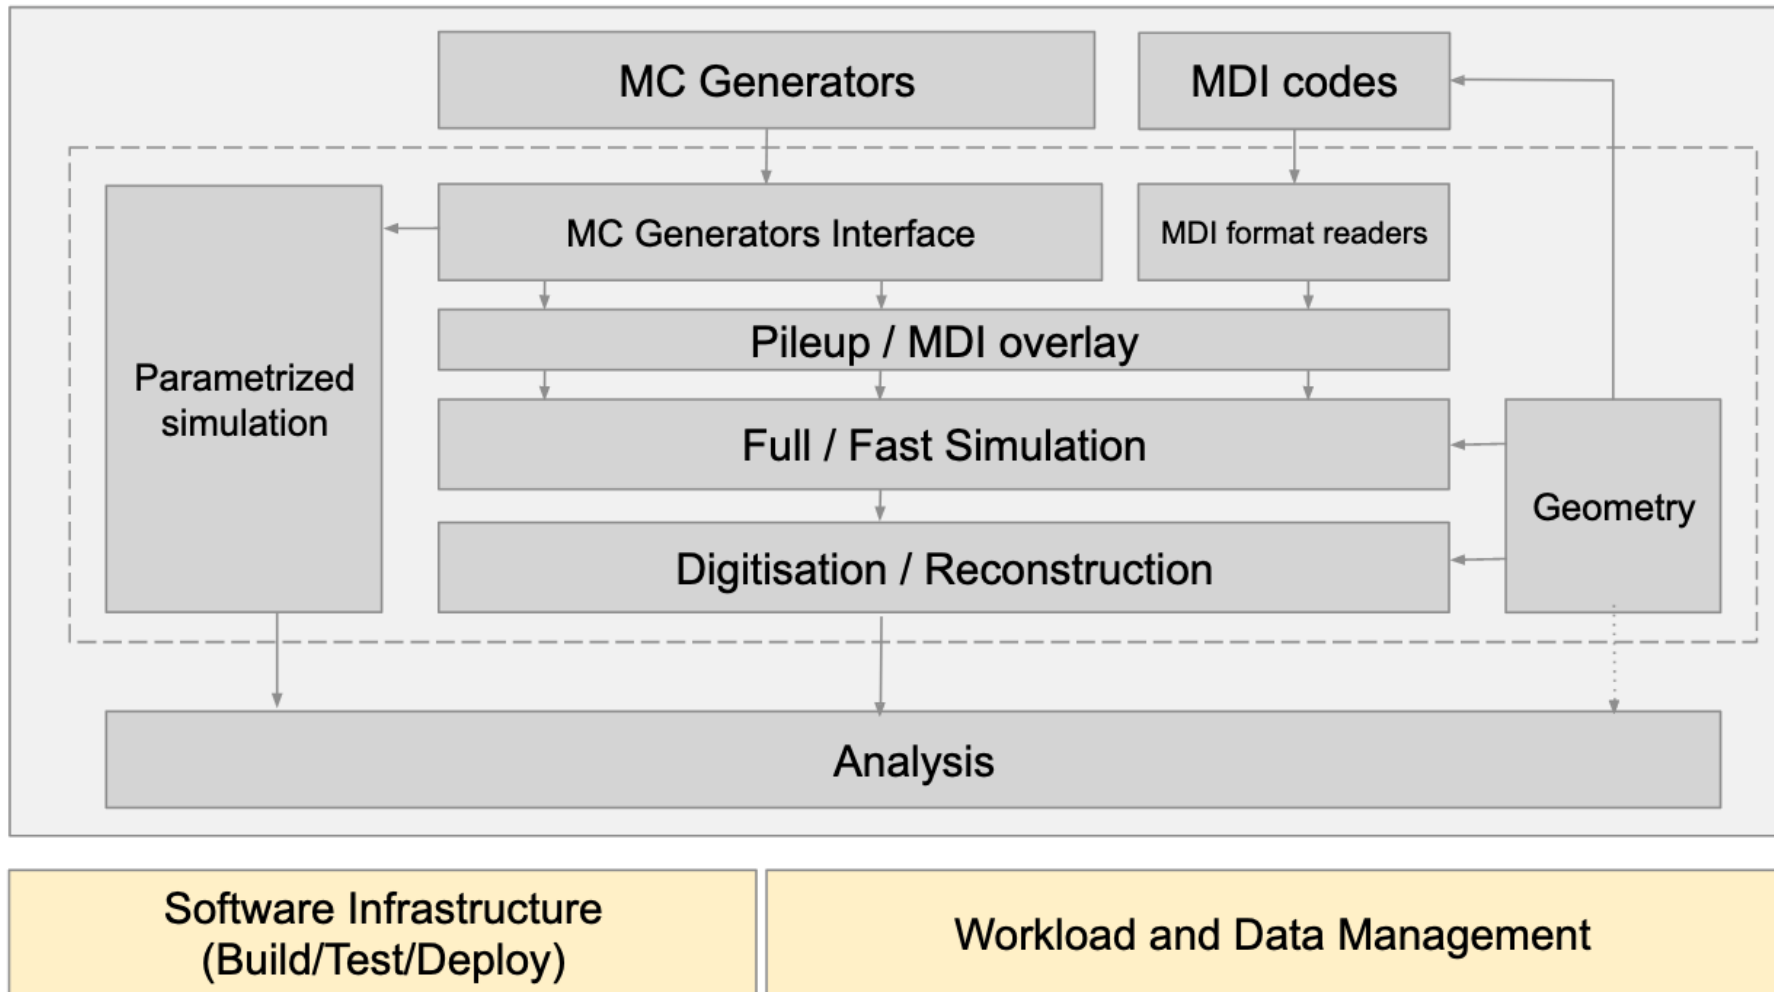 MC Generators
MDI codes
MC Generators Interface
MDI format readers
Pileup / MDI overlay
Parametrized
simulation
Full / Fast Simulation
Geometry
Digitisation / Reconstruction
Analysis
Software Infrastructure
(Build/Test/Deploy)
Workload and Data Management